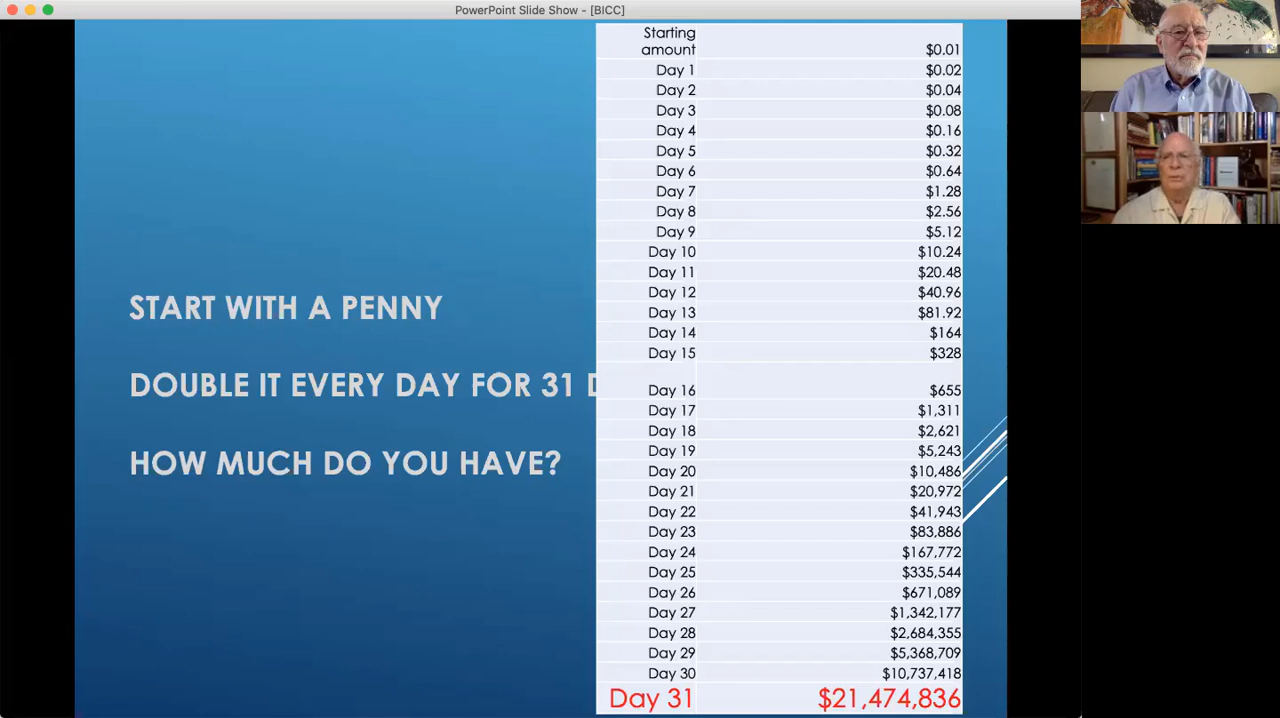 PowerPoint Slide Show - [BICC]
START WITH A PENNY
DOUBLE IT EVERY DAY FOR 31 D
HOW MUCH DO YOU HAVE?
Starting
amount $0.01
Day 1 $0.02
Day 2 $0.04
Day 3 $0.08
Day 4 $0.16
Day 5 $0.32
Day 6 $0.64
Day 7 $1.28
Day 8 $2.56
Day 9 $5.12
Day 10 $10.24
Day 11 $20.48
Day 12 $40.96
Day 13 $81.92
Day 14 $164
Day 15 $328
Day 16 $655
Day 17 $1,311
Day 18 $2,621
Day 19 $5,243
Day 20 $10,486
Day 21 $20,972
Day 22 $41,943
Day 23 $83,886
Day 24 $167,772
Day 25 $335,544
Day 26 $671,089
Day 27 $1,342,177
Day 28 $2,684,355
Day 29 $5,368,709
Day 30 $10,737,418
Day 31 $21,474,836